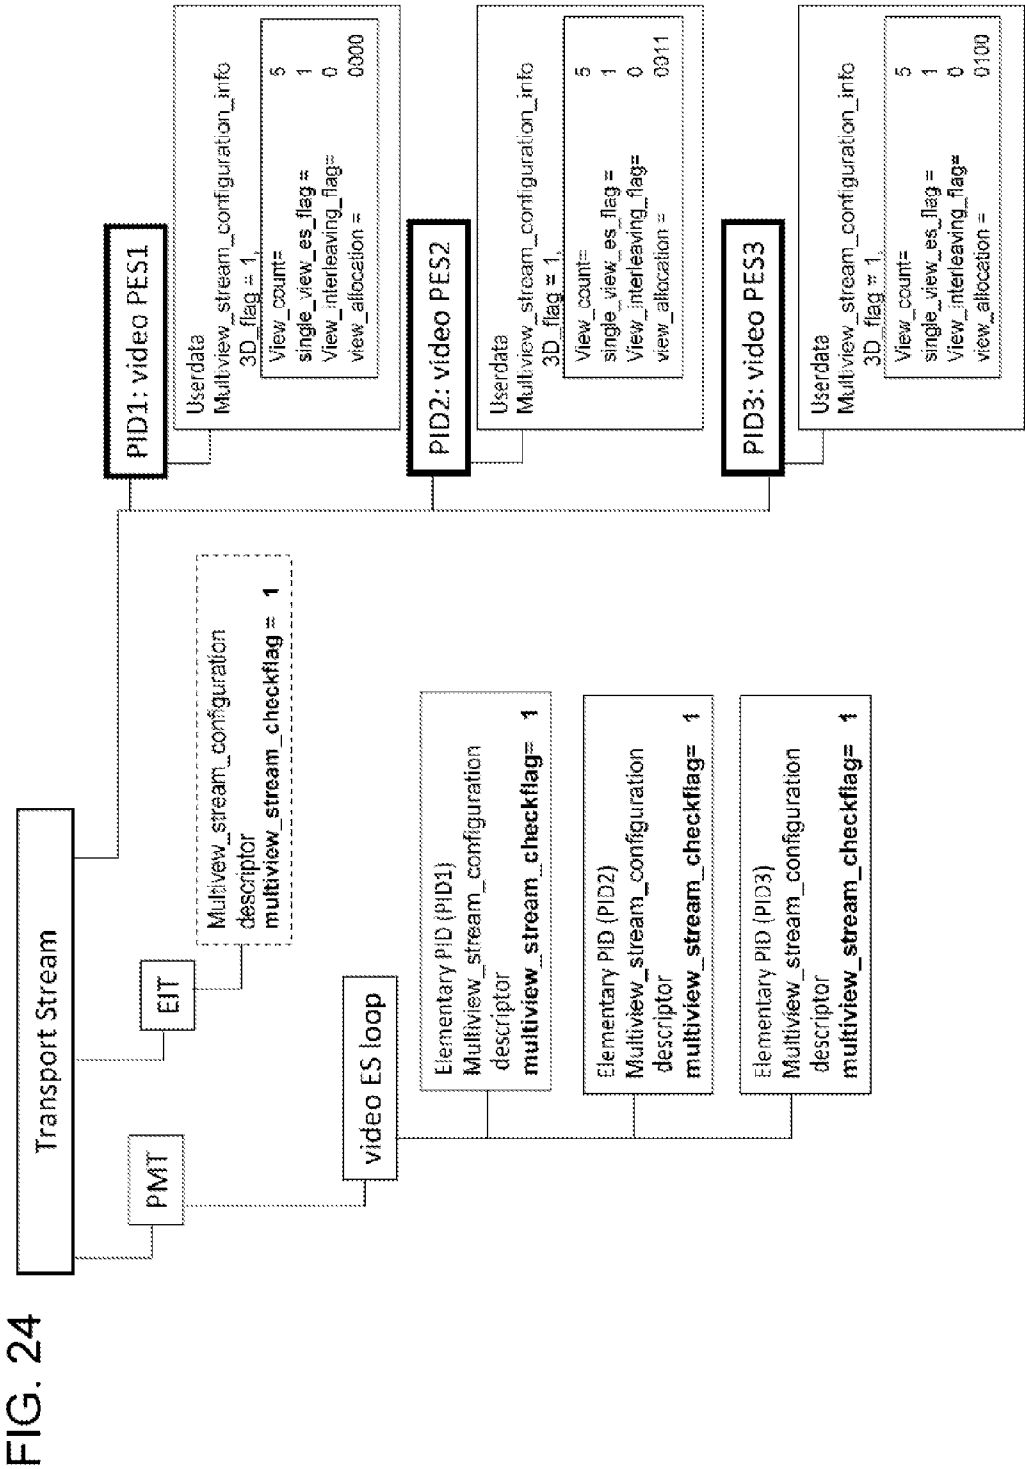 FIG. 24
Transport Stream
PMT
EIT
Multivew_stream_configuration
descriptor
multiview_stream_checkflag = 1
video ES loop
Elementary PID (PID1)
Multiview_stream_configuration
descriptor
multiview_stream_checkflag= 1
Elementary PID (PID2)
Multiview_stream_configuration
descriptor
multiview_stream_checkflag= 1
Elementary PID (PID3)
Multiview_stream_configuration
descriptor
multiview_stream_checkflag= 1
PID1: video PES1
Userdata
Multiview_stream_configuration_info
3D_flag = 1,
View_count= 5
single_view_es_flag = 1
View_interleaving_flag= 0
view_allocation = 0000
PID2: video PES2
Userdata
Multiview_stream_configuration_info
3D_flag = 1,
View_count= 5
single_view_es_flag = 1
View_interleaving_flag= 0
view_allocation = 0011
PID3: video PES3
Userdata
Multiview_stream_configuration_info
3D_flag = 1,
View_count= 5
single_view_es_flag = 1
View_interleaving_flag= 0
view_allocation = 0100